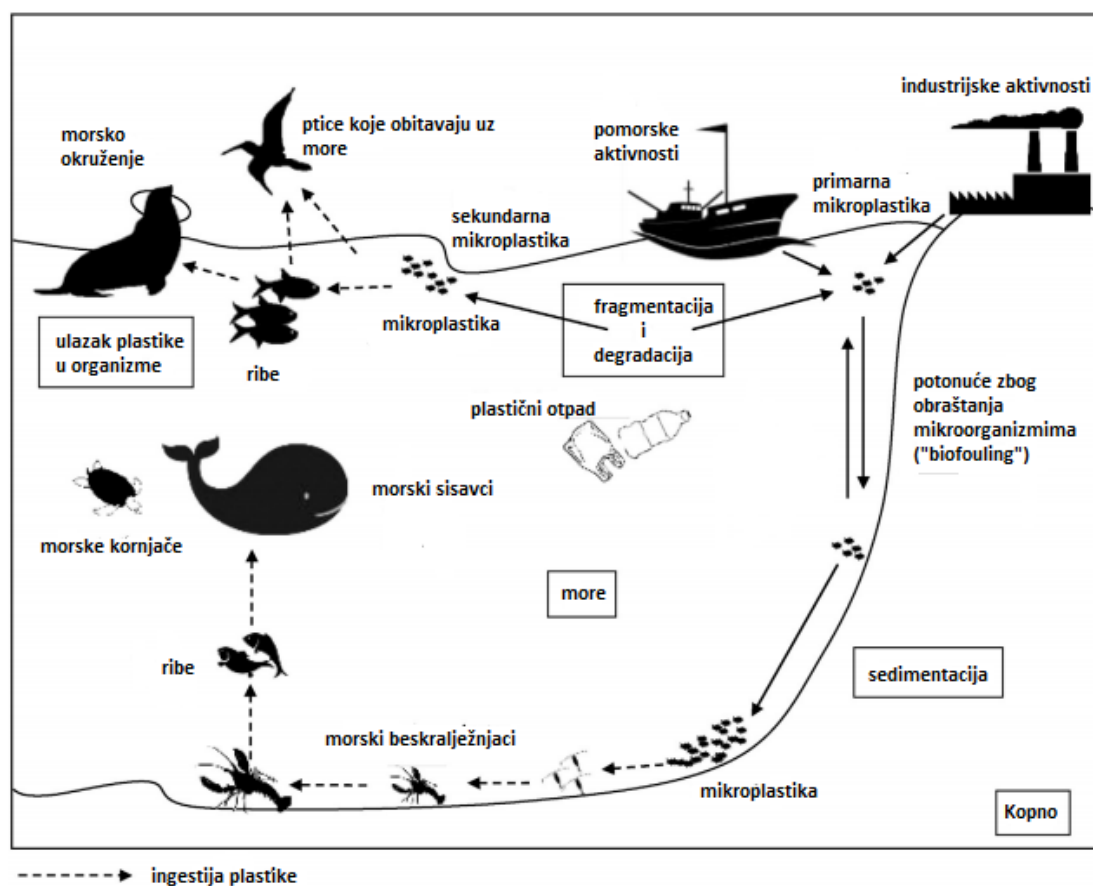 industrijske aktivnosti
ptice koje obitavaju uz
more
morsko
okruženje
pomorske
aktivnosti
primarna
mikroplastika
sekundarna
mikroplastika
fragmentacija
i
degradacija
mikroplastika
ulazak plastike
u organizme
ribe
potonuće zbog
obraštanja
mikroorganizmima
("biofouling")
plastični otpad
morski sisavci
morske kornjače
more
ribe
sedimentacija
morski beskralježnjaci
mikroplastika
Kopno
ingestija plastike